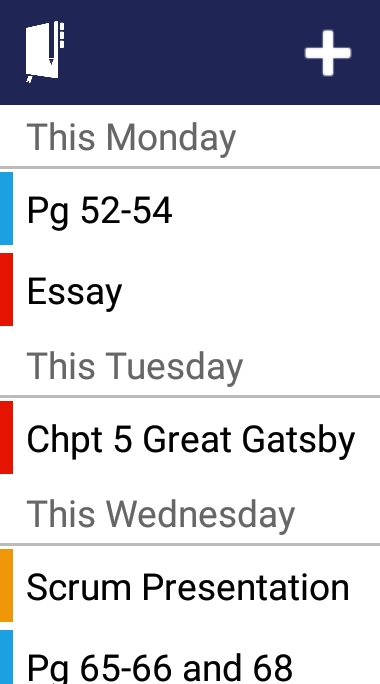 This Monday
Pg 52-54
Essay
This Tuesday
Chpt 5 Great Gatsby
This Wednesday
Scrum Presentation
Pg 65-66 and 68